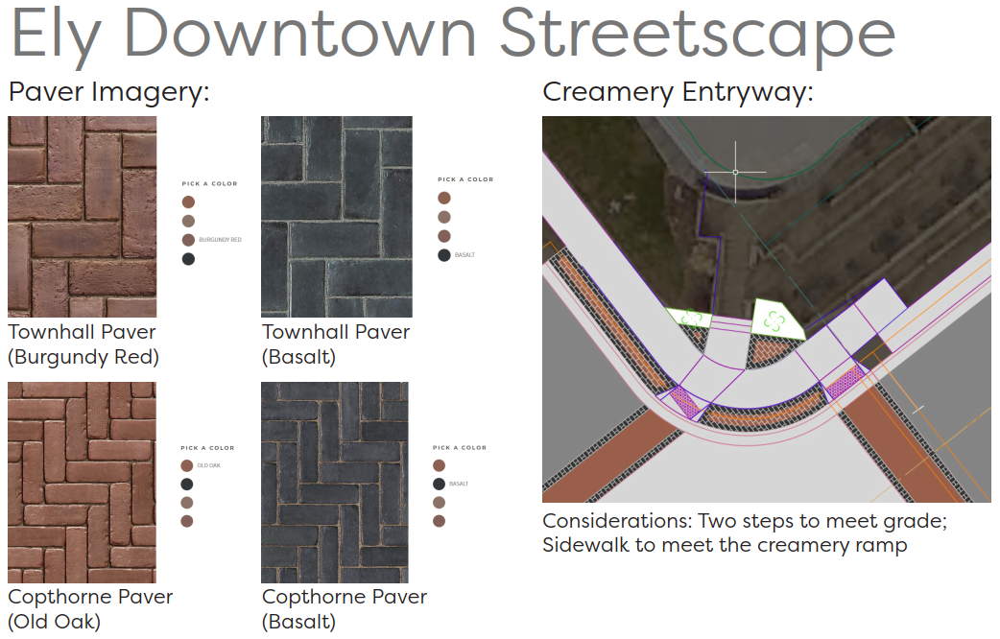 Ely Downtown Streetscape
Paver Imagery:
PICK A COLOR
BURGUNDY RED
Townhall Paver
(Burgundy Red)
PICK A COLOR
BASALT
Townhall Paver
(Basalt)
PICK A COLOR
OLD OAK
Copthorne Paver
(Old Oak)
PICK A COLOR
BASALT
Copthorne Paver
(Basalt)
Creamery Entryway:
Considerations: Two steps to meet grade;
Sidewalk to meet the creamery ramp